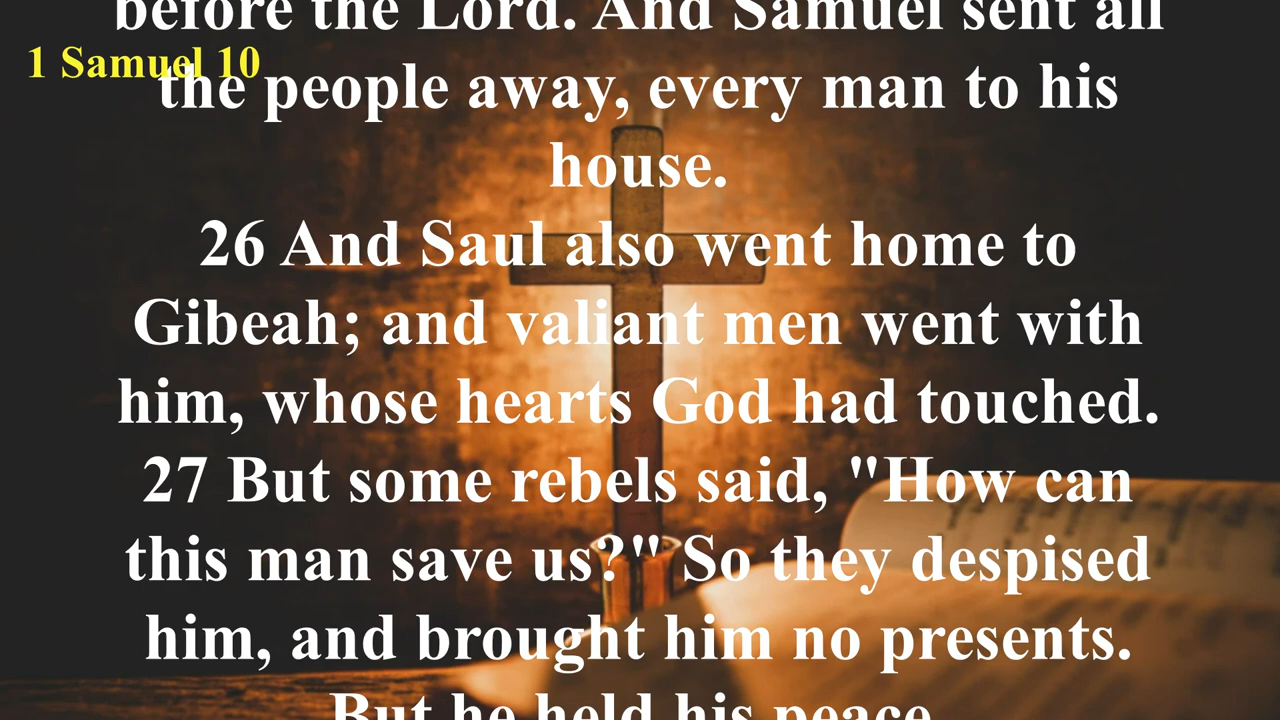 before the Lord. And Samuel sent all
1 Samuel 10
the people away, every man to his
house.
26 And Saul also went home to
Gibeah; and valiant men went with
him, whose hearts God had touched.
27 But some rebels said, "How can
this man save us?" So they despised
him, and brought him no presents.
But he held his peace.